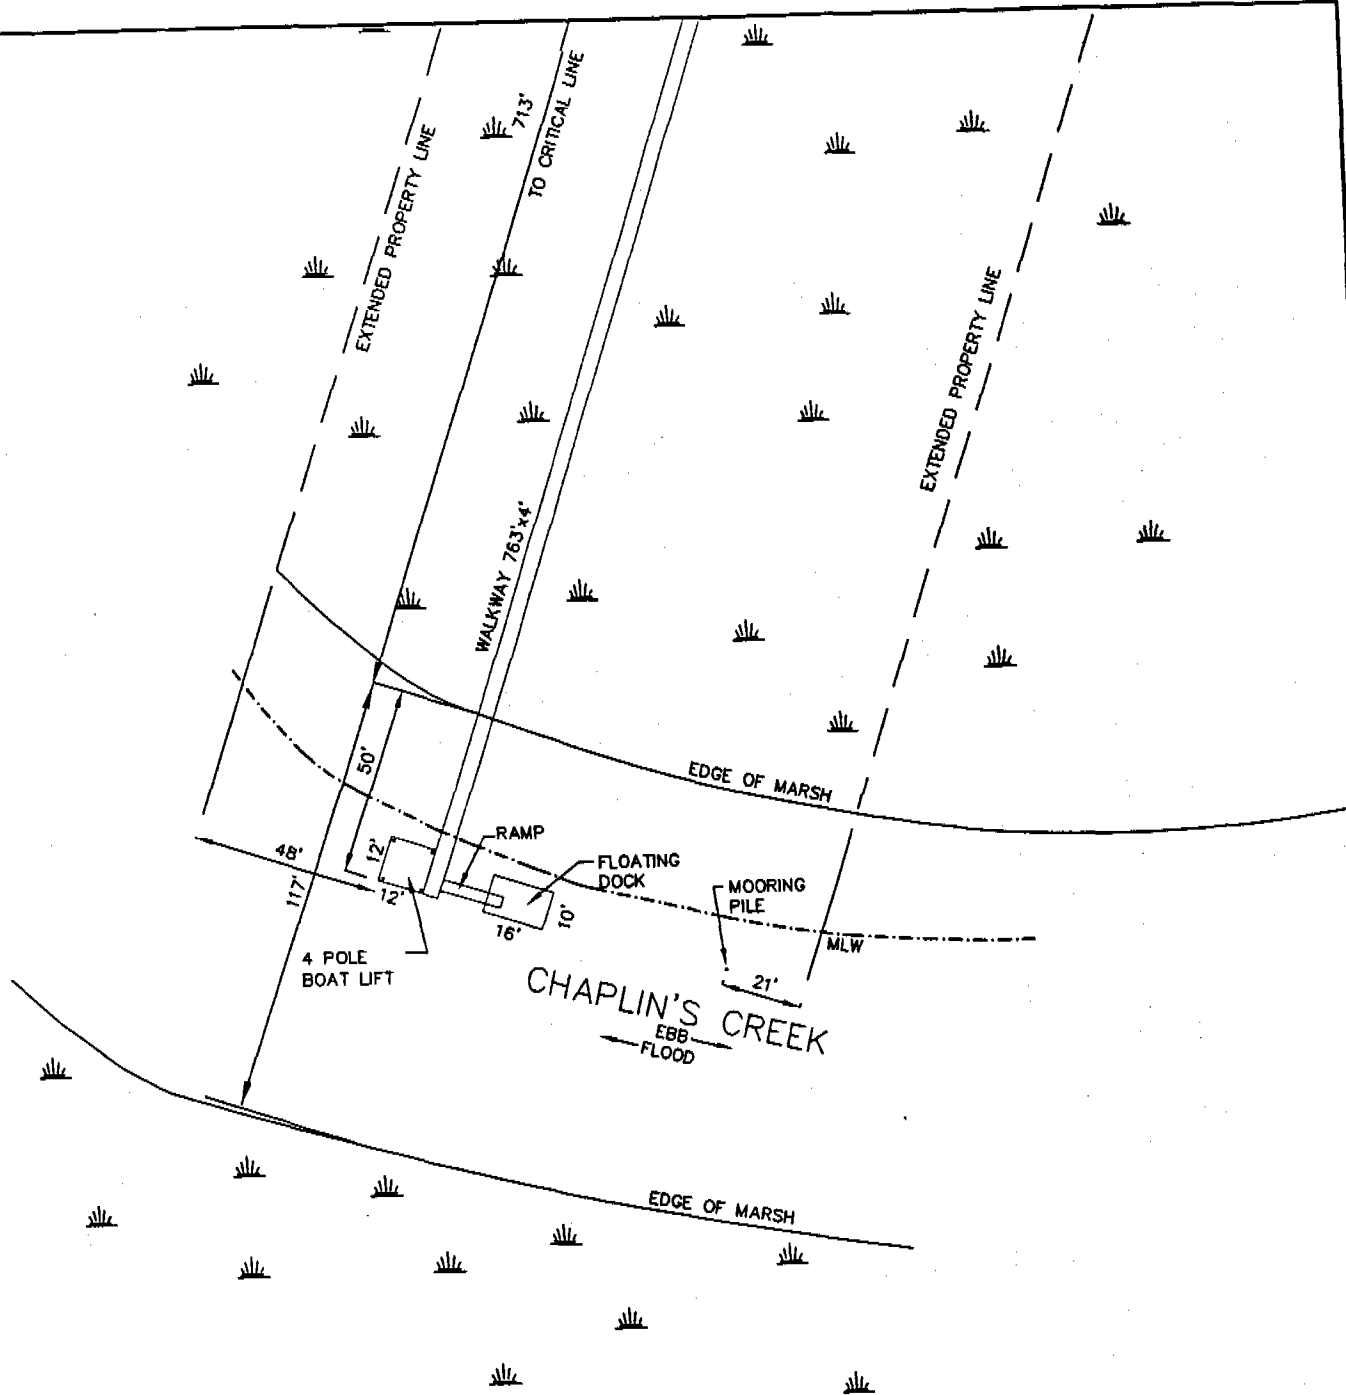 713'
TO CRITICAL LINE
EXTENDED PROPERTY LINE
EXTENDED PROPERTY LINE
WALKWAY 763'x4'
50'
EDGE OF MARSH
RAMP
FLOATING
DOCK
12'
48'
12'
117'
16'
10'
MOORING
PILE
MLW
4 POLE
BOAT LIFT
21'
CHAPLIN'S CREEK
EBB
FLOOD
EDGE OF MARSH